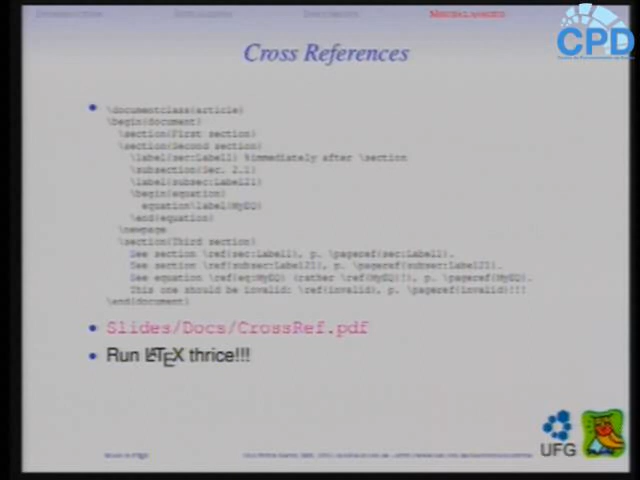 CPD
Cross References
• \documentclass{article}
\begin{document}
\section{First section}
\section{Second section}
\label{sec:Label1} %immediately after \section
\subsection{Sec. 2.1}
\label{subsec:Label21}
\begin{equation}
equation\label{MyEQ}
\end{equation}
\newpage
\section{Third section}
See section \ref{sec:Label1}, p. \pageref{sec:Label1}.
See section \ref{subsec:Label21}, p. \pageref{subsec:Label21}.
See equation \ref{eq:MyEQ} (rather \ref{MyEQ}!), p. \pageref{MyEQ}.
This one should be invalid: \ref{invalid}, p. \pageref{invalid}!!!
\end{document}
• Slides/Docs/CrossRef.pdf
• Run LATEX thrice!!!
UFG